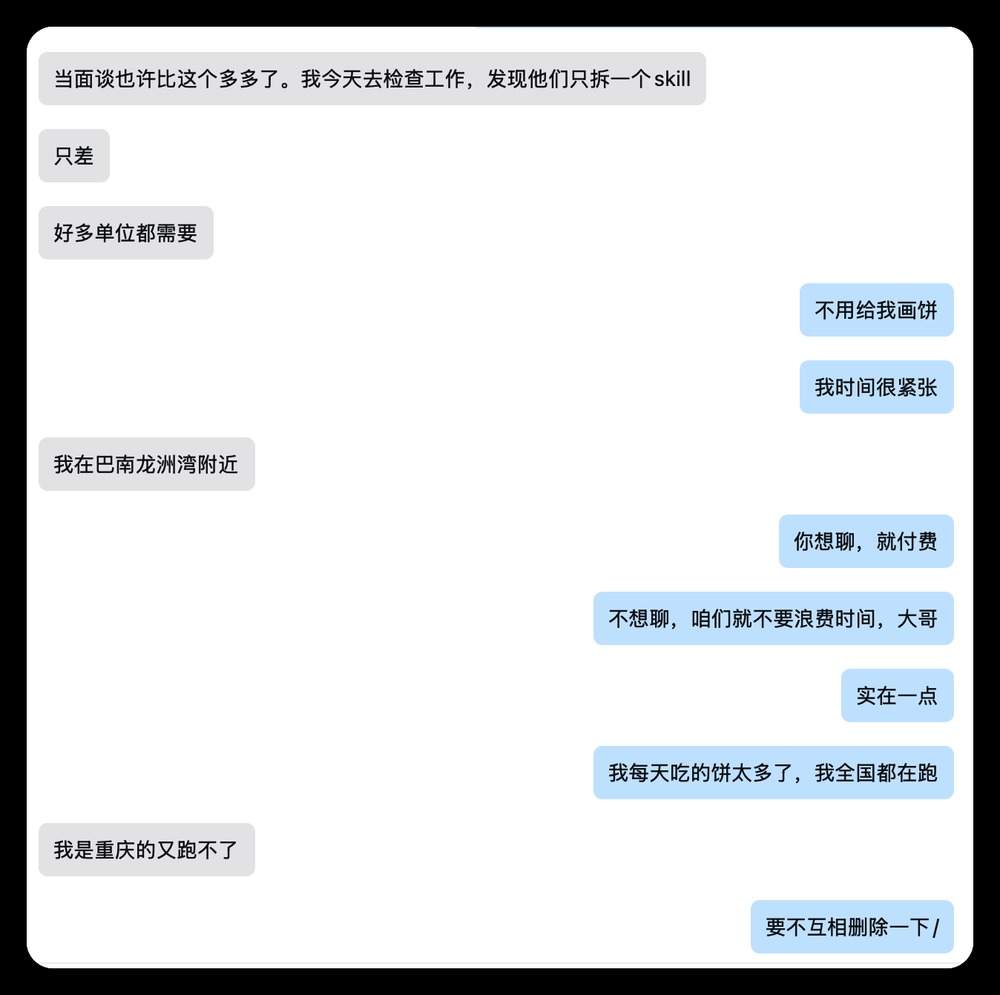 当面谈也许比这个多多了。我今天去检查工作，发现他们只拆一个skill
只差
好多单位都需要
不用给我画饼
我时间很紧张
我在巴南龙洲湾附近
你想聊，就付费
不想聊，咱们就不要浪费时间，大哥
实在一点
我每天吃的饼太多了，我全国都在跑
我是重庆的又跑不了
要不互相删除一下/